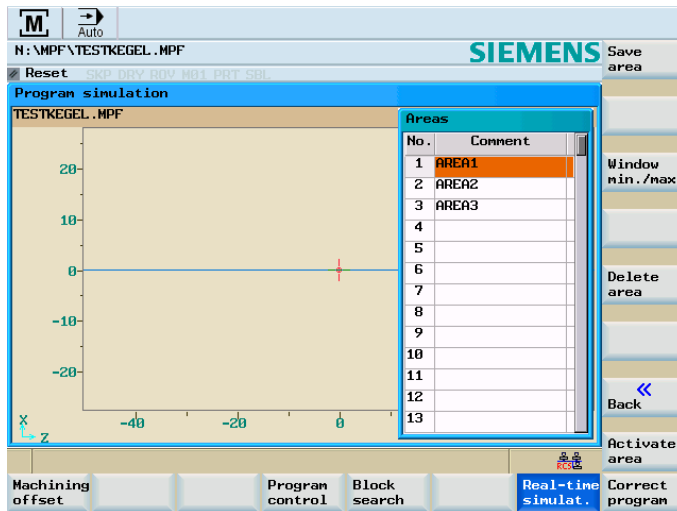 M
Auto
N:\MPF\TESTKEGEL.MPF
SIEMENS
Reset SKP DRY ROV M01 PRT SBL
Program simulation
TESTKEGEL.MPF
20
10
0
-10
-20
-40
-20
0
X
Z
Areas
No. Comment
1 AREA1
2 AREA2
3 AREA3
4
5
6
7
8
9
10
11
12
13
RCS
Save
area
Window
min./max
Delete
area
«
Back
Activate
area
Machining
offset
Program
control
Block
search
Real-time
simulat.
Correct
program